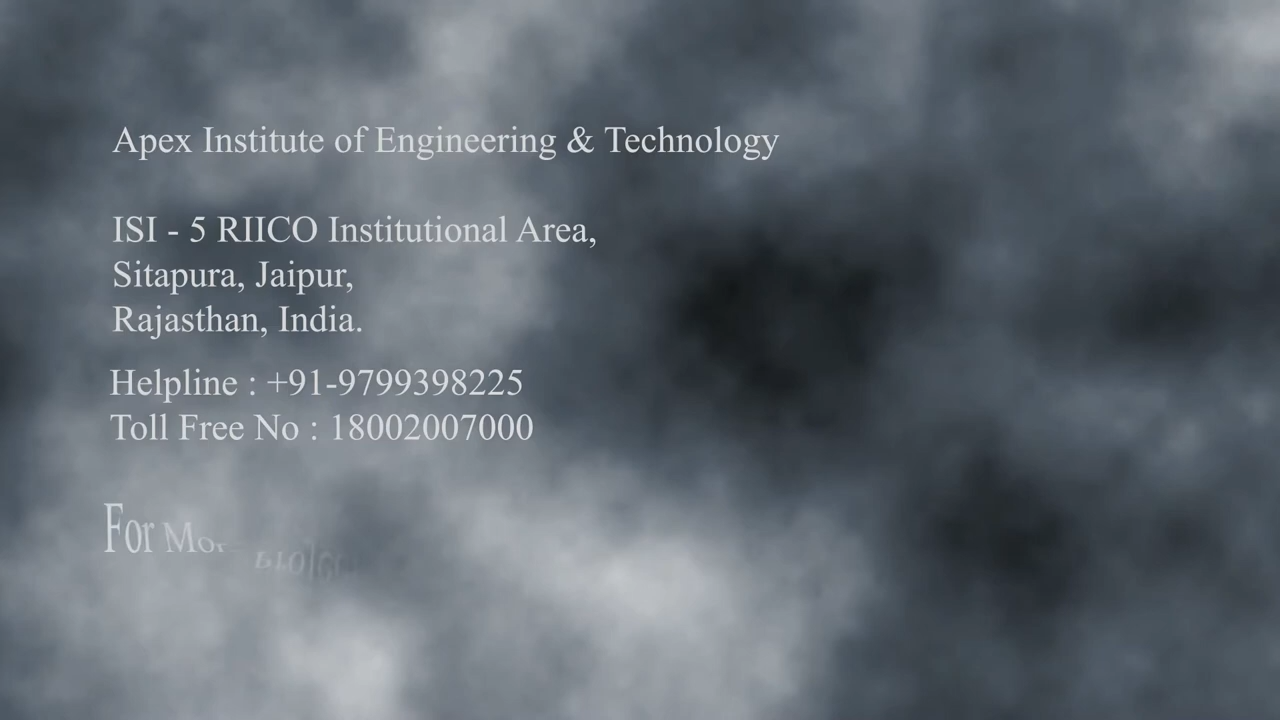 Apex Institute of Engineering & Technology
ISI - 5 RIICO Institutional Area,
Sitapura, Jaipur,
Rajasthan, India.
Helpline : +91-9799398225
Toll Free No : 18002007000
For